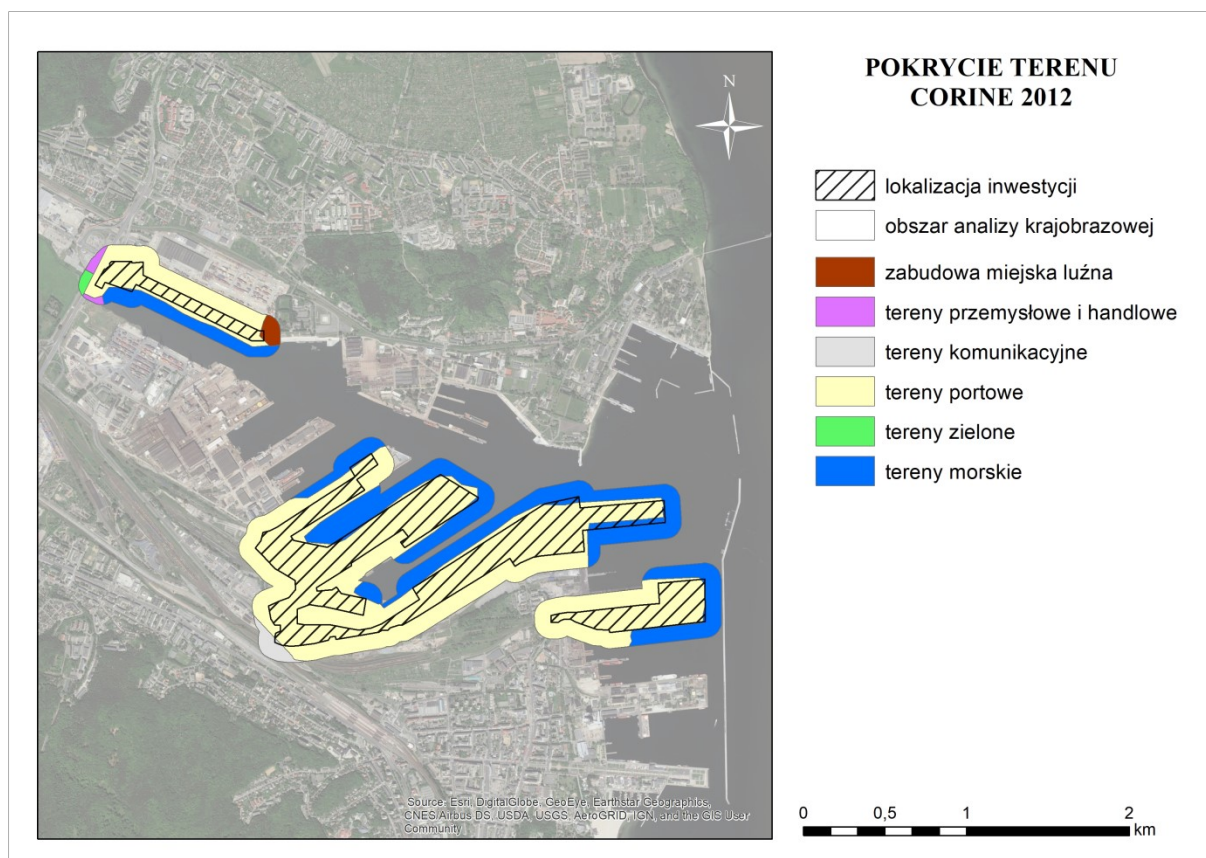 POKRYCIE TERENU
CORINE 2012
N
lokalizacja inwestycji
obszar analizy krajobrazowej
zabudowa miejska luźna
tereny przemysłowe i handlowe
tereny komunikacyjne
tereny portowe
tereny zielone
tereny morskie
Source: Esri, DigitalGlobe, GeoEye, Earthstar Geographics,
CNES/Airbus DS, USDA, USGS, AeroGRID, IGN, and the GIS User
Community
0 0,5 1 2
km